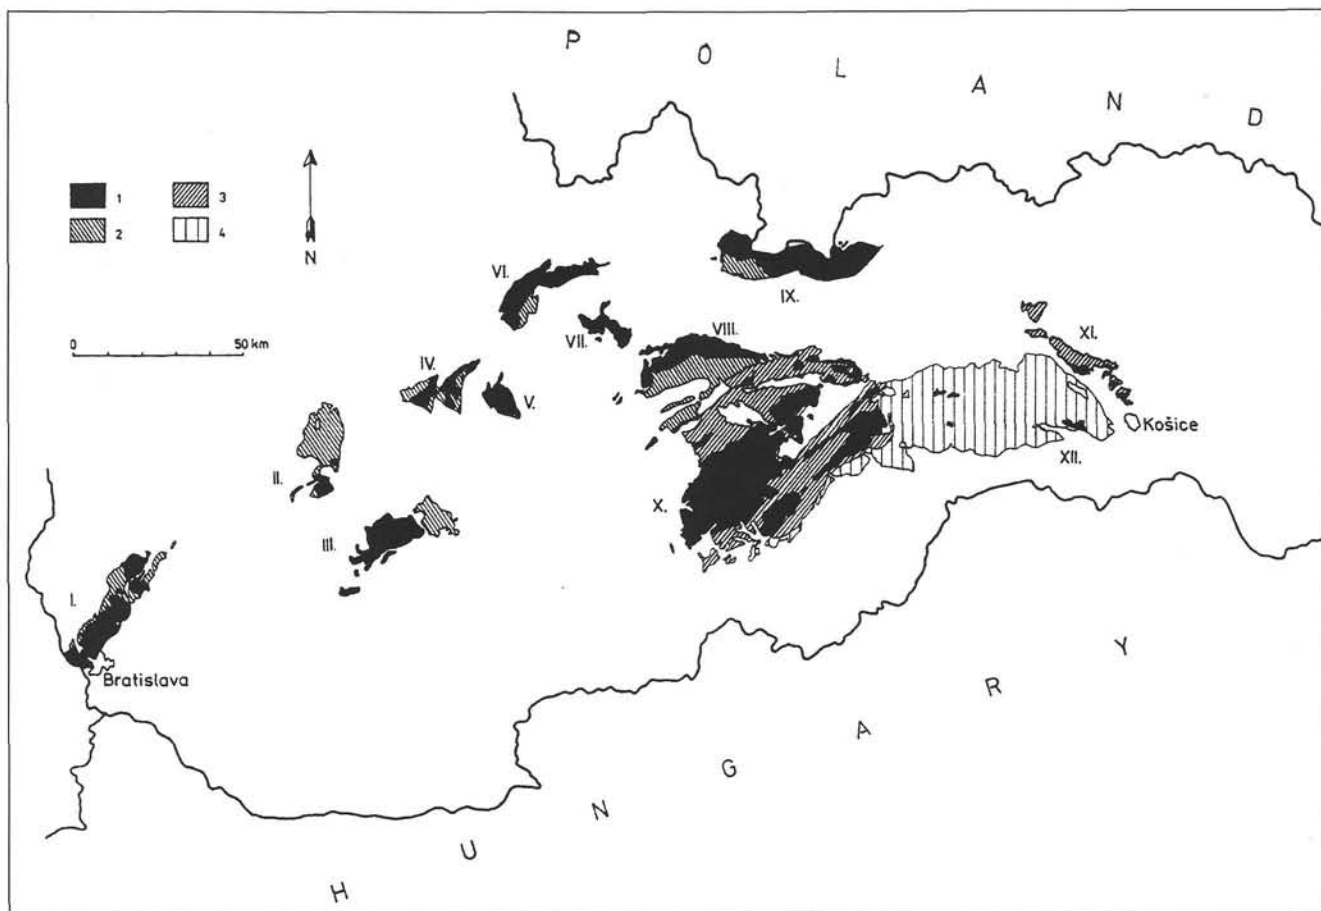 P O L A N D
1
2
3
4
N
0 50 km
VI.
IX.
VII.
VIII.
XI.
IV.
V.
Košice
II.
XII.
X.
III.
I.
Bratislava
H U N G A R Y